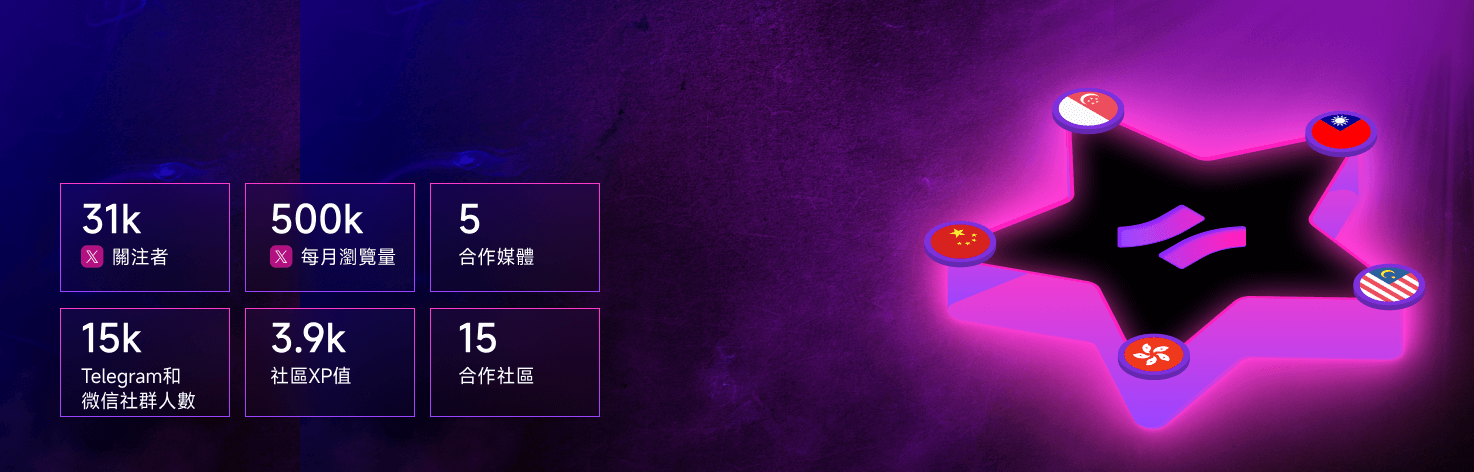 31k
𝕏 關注者
500k
𝕏 每月瀏覽量
5
合作媒體
15k
Telegram和
微信社群人數
3.9k
社區XP值
15
合作社區